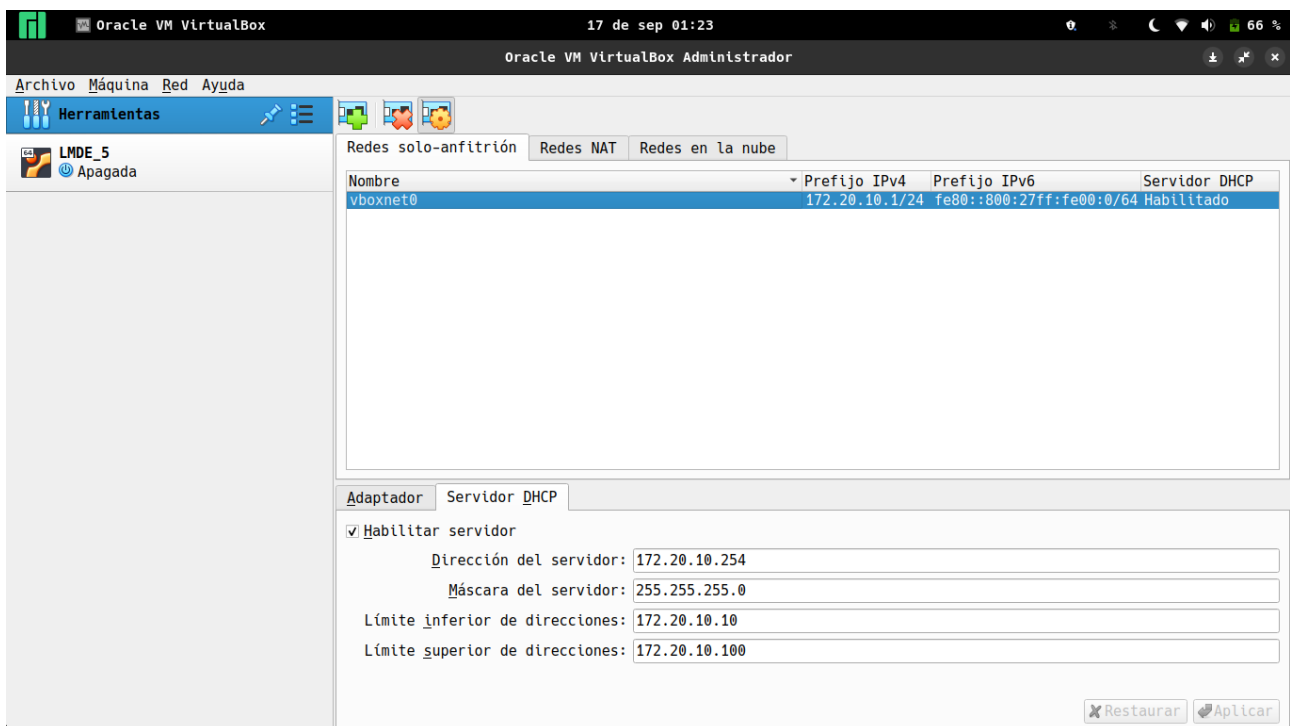 Oracle VM VirtualBox 17 de sep 01:23 66 %
Oracle VM VirtualBox Administrador
Archivo Máquina Red Ayuda
Herramientas
64
LMDE_5
Apagada
Redes solo-anfitrión Redes NAT Redes en la nube
Nombre Prefijo IPv4 Prefijo IPv6 Servidor DHCP
vboxnet0 172.20.10.1/24 fe80::800:27ff:fe00:0/64 Habilitado
Adaptador Servidor DHCP
Habilitar servidor
Dirección del servidor: 172.20.10.254
Máscara del servidor: 255.255.255.0
Límite inferior de direcciones: 172.20.10.10
Límite superior de direcciones: 172.20.10.100
Restaurar Aplicar